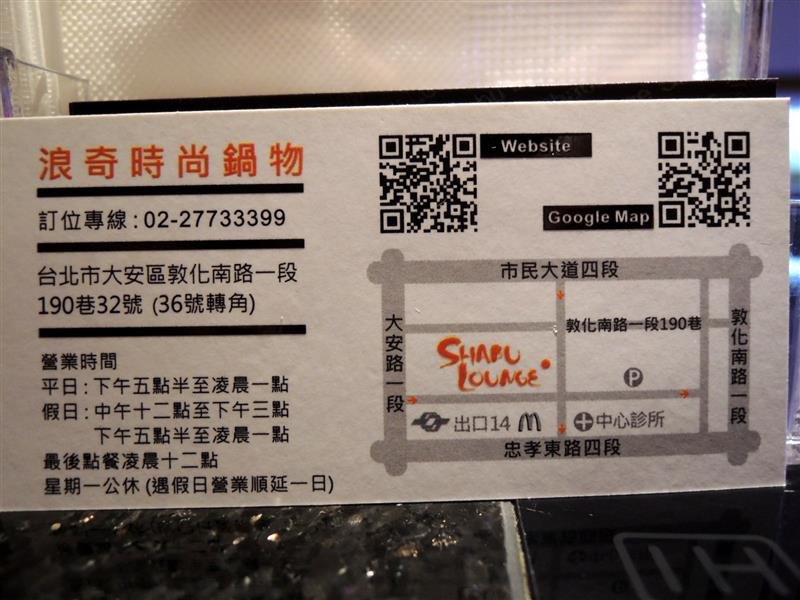 浪奇時尚鍋物
訂位專線:02-27733399
台北市大安區敦化南路一段
190巷32號 (36號轉角)
營業時間
平日:下午五點半至凌晨一點
假日:中午十二點至下午三點
下午五點半至凌晨一點
最後點餐凌晨十二點
星期一公休(遇假日營業順延一日)
Website
Google Map
市民大道四段
大安路一段
敦化南路一段190巷
敦化南路一段
SHABU
LOUNGE
P
出口14
中心診所
忠孝東路四段